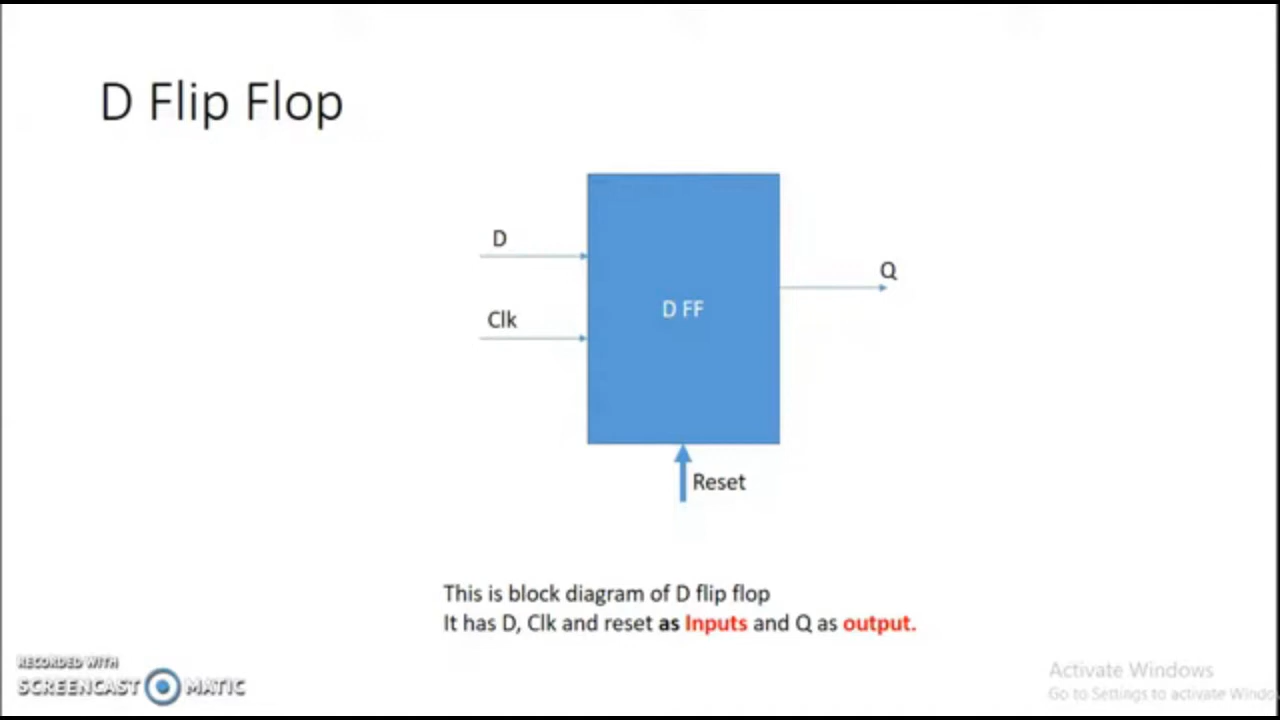 D Flip Flop
D
Q
Clk
D FF
Reset
This is block diagram of D flip flop
It has D, Clk and reset as Inputs and Q as output.
RECORDED WITH
SCREENCAST MATIC
Activate Windows
Go to Settings to activate Windo